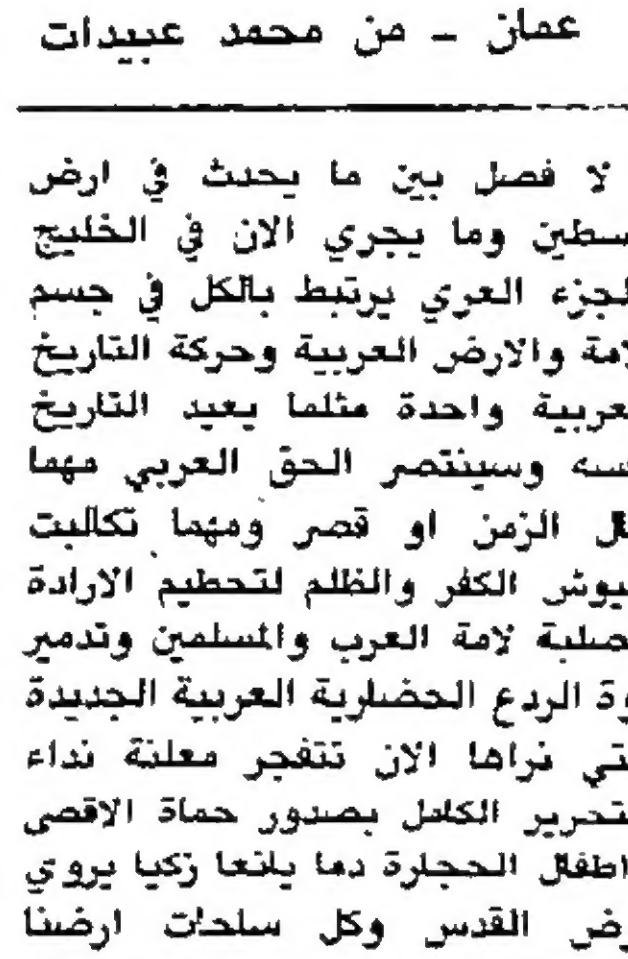 عمان - من محمد عبيدات
لا فصل بين ما يحدث في ارض
سطين وما يجري الان في الخليج
لجزء العربي يرتبط بالكل في جسم
لامة والارض العربية وحركة التاريخ
عربية واحدة مثلما يعيد التاريخ
سه وسينتصر الحق العربي مهما
ال الزمن او قصر ومهما تكالبت
يوش الكفر والظلم لتحطيم الارادة
صلبة لامة العرب والمسلمين وتدمير
وة الردع الحضارية العربية الجديدة
تي نراها الان تتفجر معلنة نداء
تحرير الكامل بصدور حماة الاقصى
اطفال الحجارة دما يانعا زكيا يروي
رض القدس وكل ساحات ارضنا